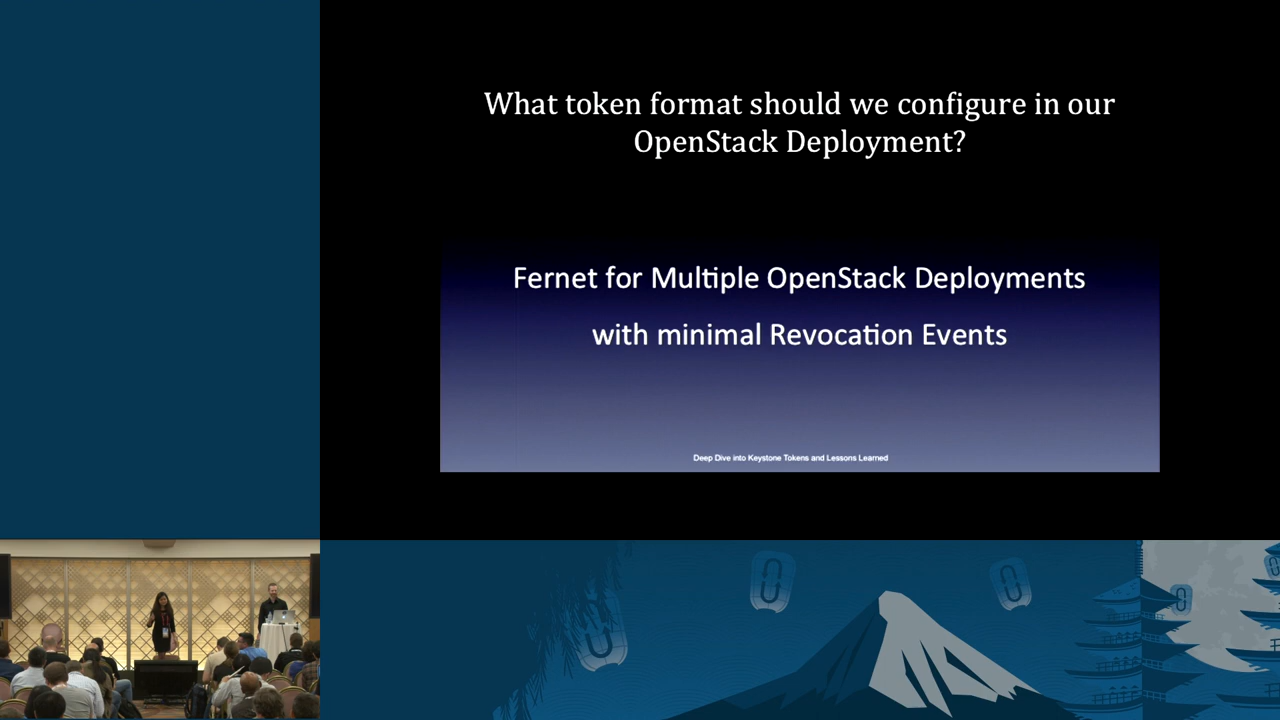 What token format should we configure in our
OpenStack Deployment?
Fernet for Multiple OpenStack Deployments
with minimal Revocation Events
Deep Dive into Keystone Tokens and Lessons Learned